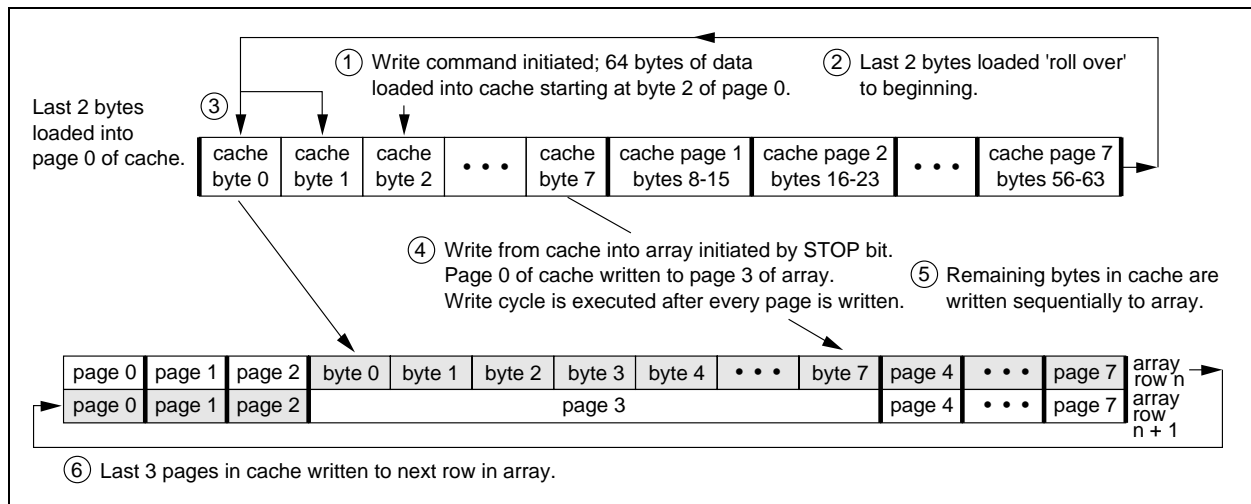 ① Write command initiated; 64 bytes of data
loaded into cache starting at byte 2 of page 0.
② Last 2 bytes loaded 'roll over'
to beginning.
③
Last 2 bytes
loaded into
page 0 of cache.
cache byte 0
cache byte 1
cache byte 2
• • •
cache byte 7
cache page 1 bytes 8-15
cache page 2 bytes 16-23
• • •
cache page 7 bytes 56-63
④ Write from cache into array initiated by STOP bit.
Page 0 of cache written to page 3 of array.
Write cycle is executed after every page is written.
⑤ Remaining bytes in cache are
written sequentially to array.
page 0 page 1 page 2 byte 0 byte 1 byte 2 byte 3 byte 4 • • • byte 7 page 4 • • • page 7 array row n
page 0 page 1 page 2 page 3 page 4 • • • page 7 array row n + 1
⑥ Last 3 pages in cache written to next row in array.